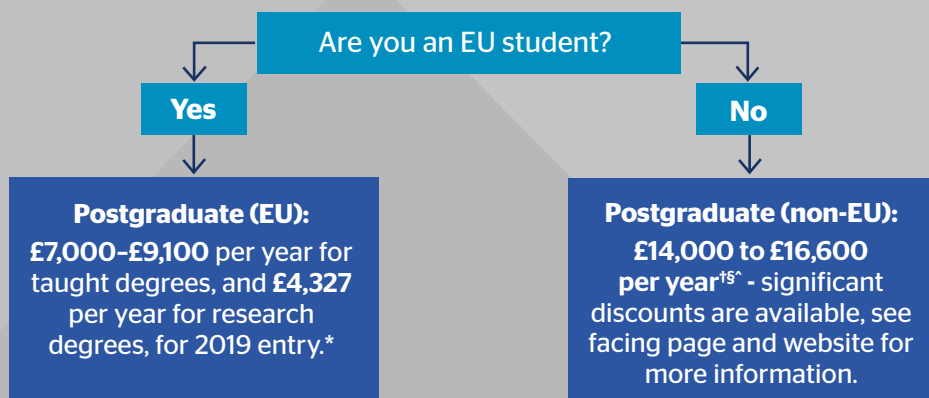 Are you an EU student?
Yes
No
Postgraduate (EU):
£7,000–£9,100 per year for
taught degrees, and £4,327
per year for research
degrees, for 2019 entry.*
Postgraduate (non-EU):
£14,000 to £16,600
per year†§^ - significant
discounts are available, see
facing page and website for
more information.